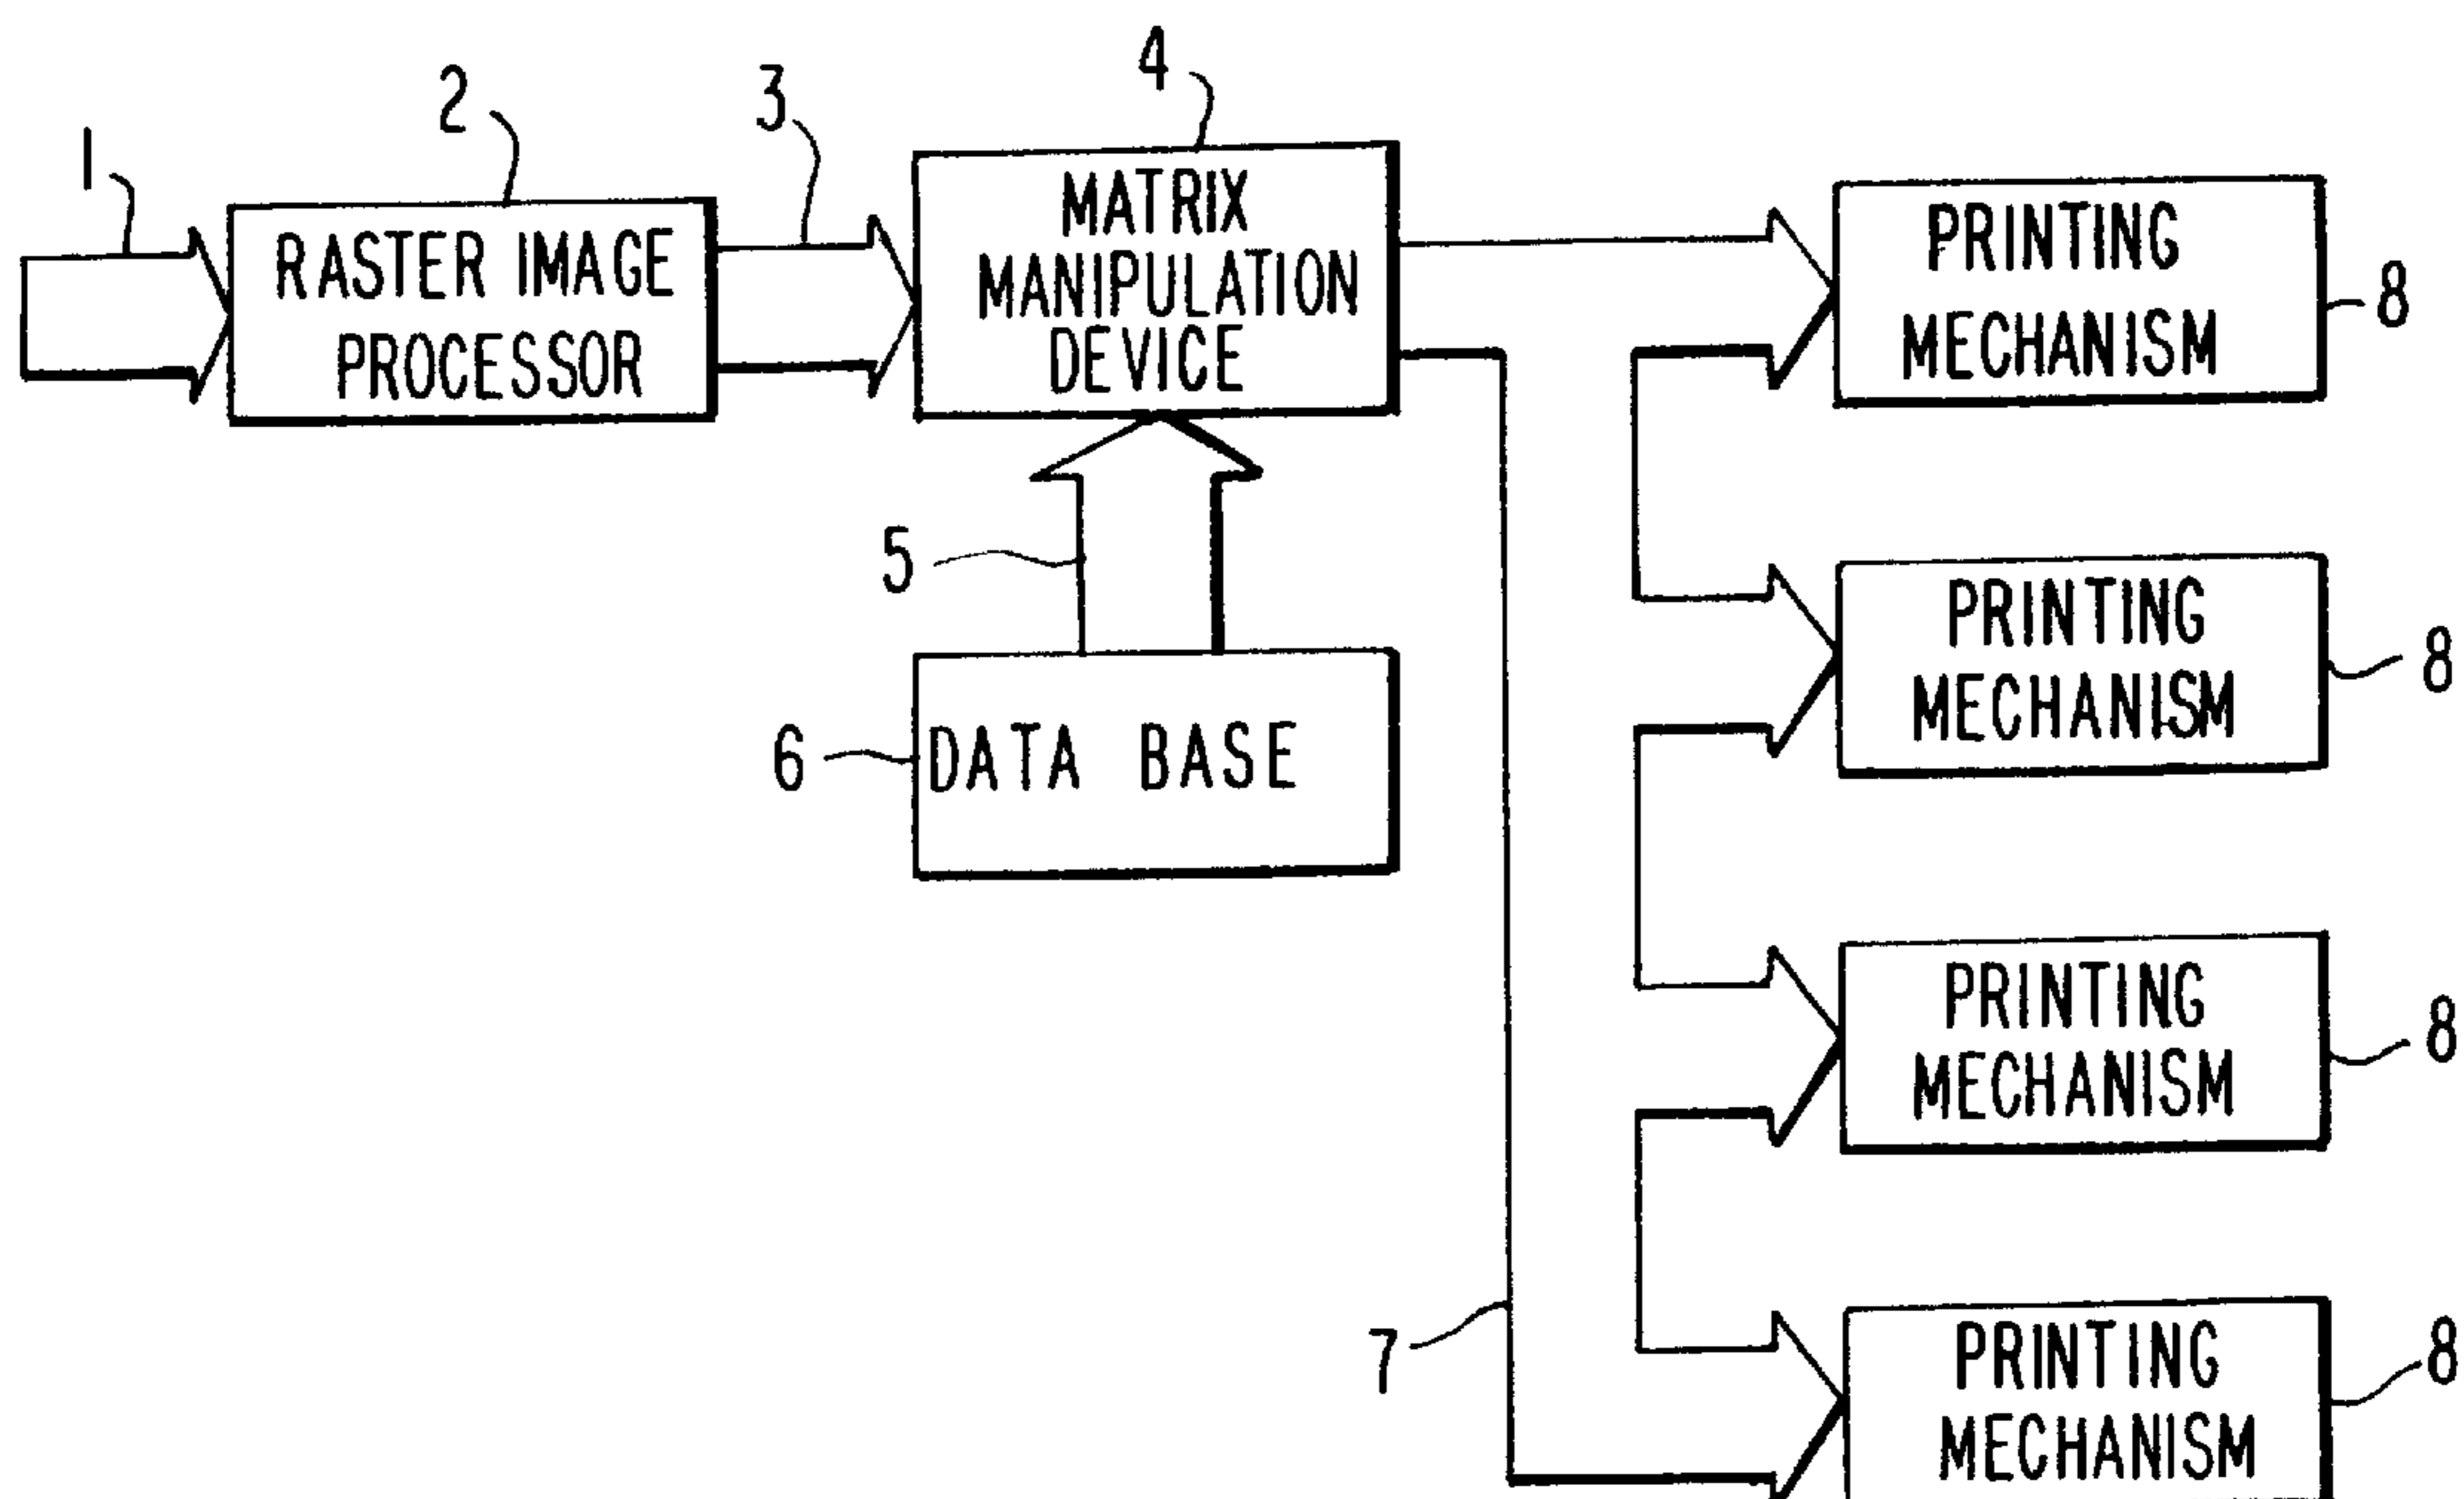 1
2
3
4
RASTER IMAGE
PROCESSOR
MATRIX
MANIPULATION
DEVICE
PRINTING
MECHANISM
8
5
PRINTING
MECHANISM
8
6
DATA BASE
PRINTING
MECHANISM
8
7
PRINTING
MECHANISM
8